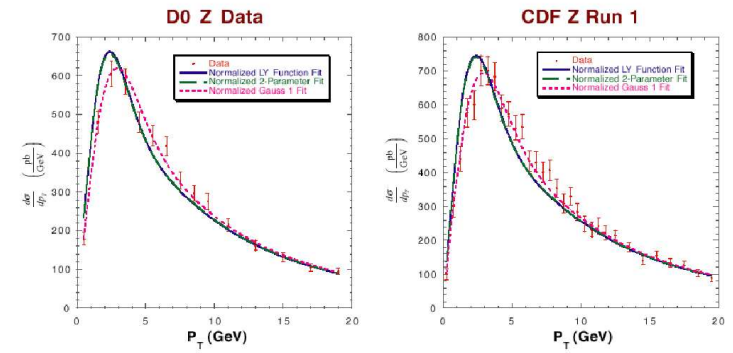 D0 Z Data
700
600
500
400
300
200
100
0
dσ
dp_T
( pb
GeV )
Data
Normalized LY Function Fit
Normalized 2-Parameter Fit
Normalized Gauss 1 Fit
0 5 10 15 20
P_T (GeV)
CDF Z Run 1
800
700
600
500
400
300
200
100
0
dσ
dp_T
( pb
GeV )
Data
Normalized LY Function Fit
Normalized 2-Parameter Fit
Normalized Gauss 1 Fit
0 5 10 15 20
P_T (GeV)